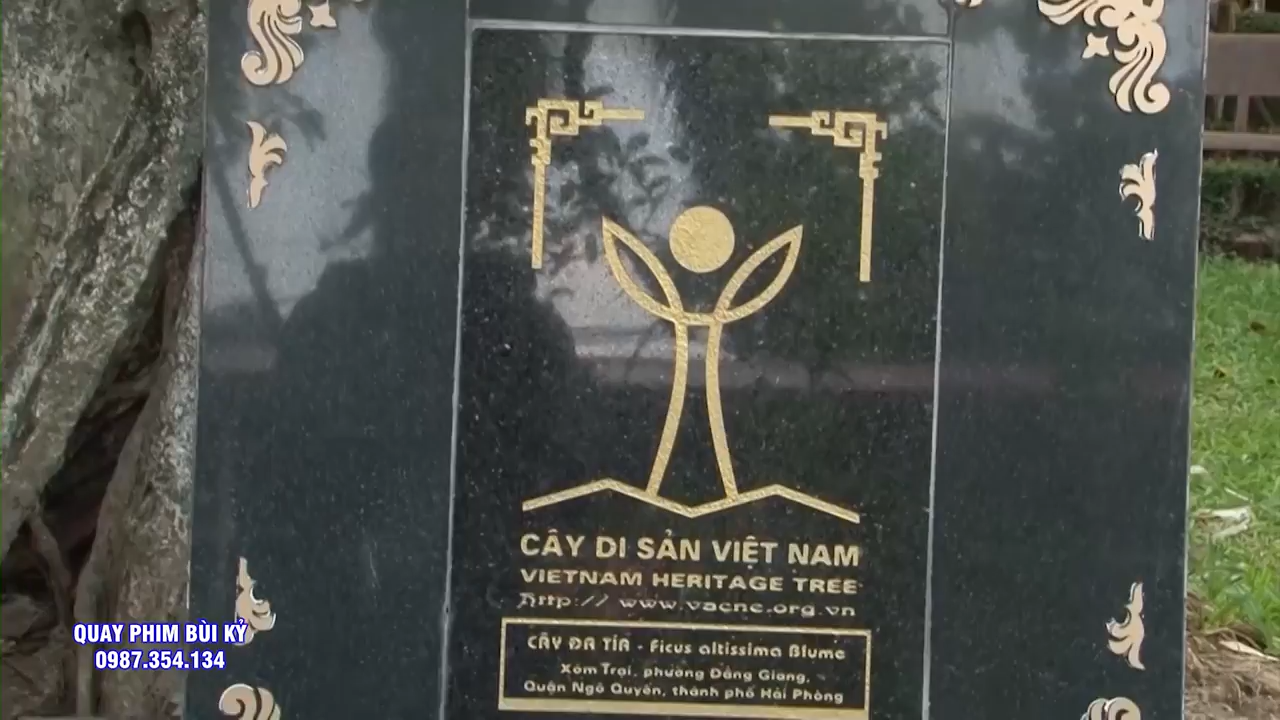 CÂY DI SẢN VIỆT NAM
VIETNAM HERITAGE TREE
http://www.vacne.org.vn
CÂY ĐA TÍA - Ficus altissima Blume
Xóm Trại, phường Đằng Giang,
Quận Ngô Quyền, thành phố Hải Phòng
QUAY PHIM BÙI KỶ
0987.354.134